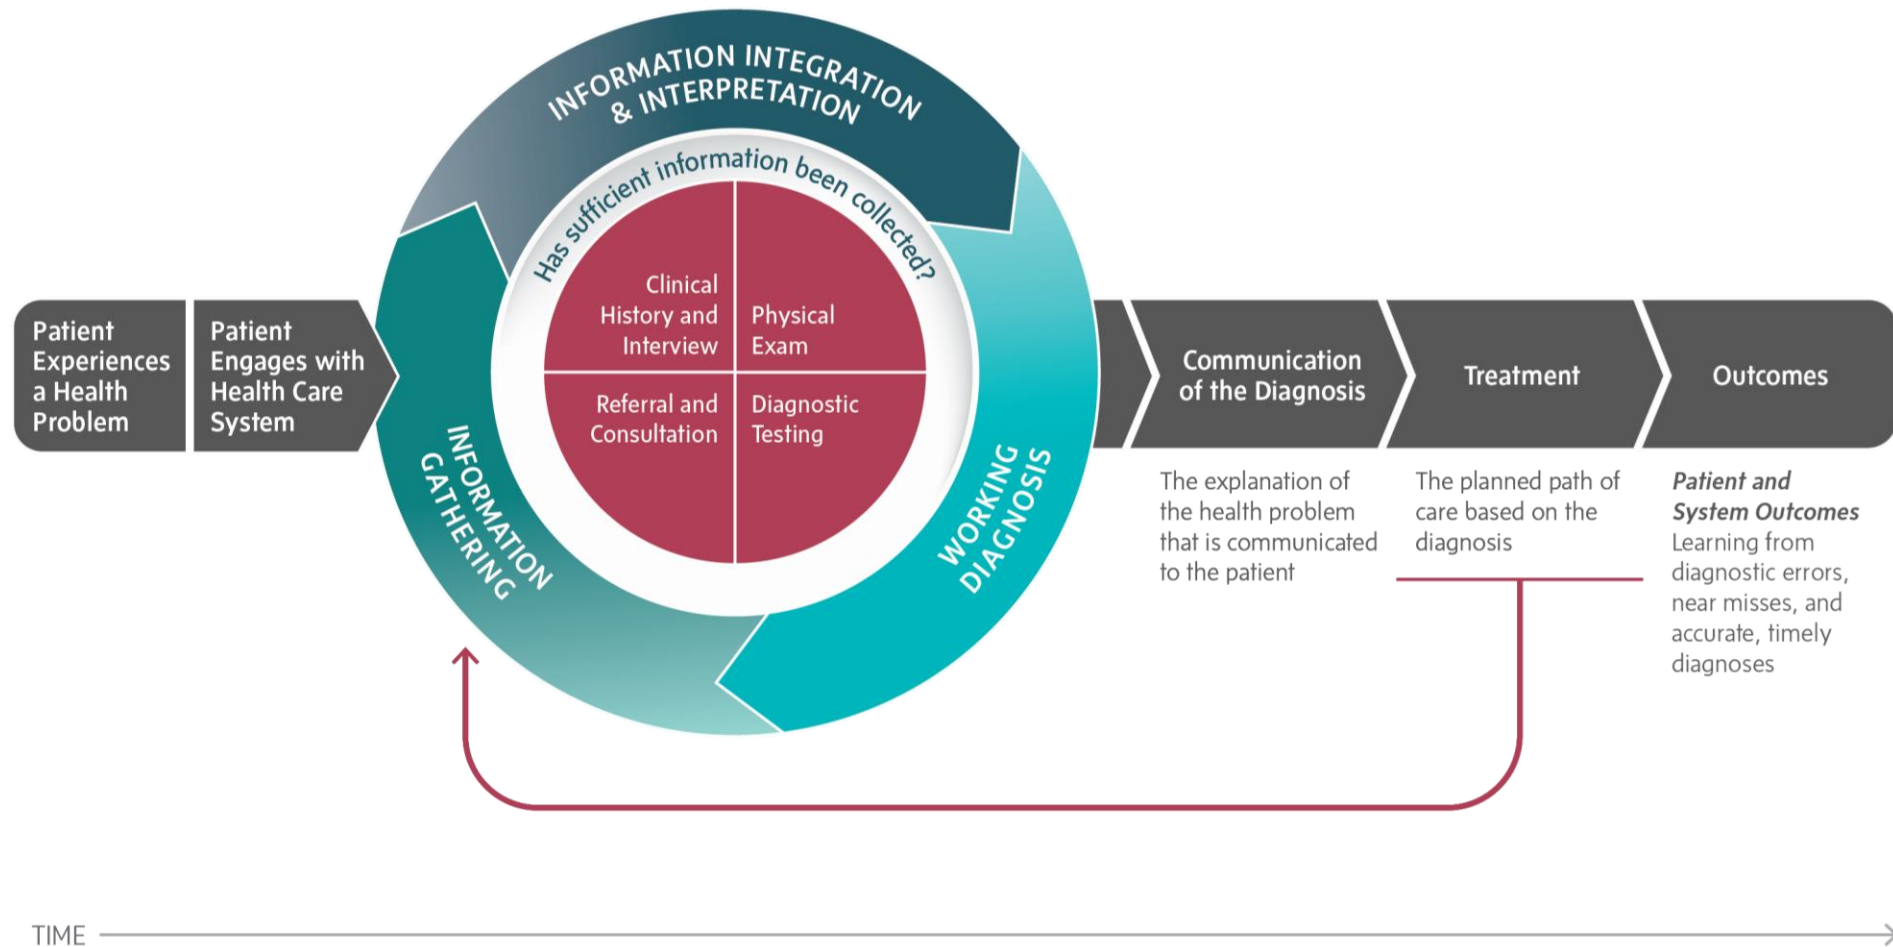 INFORMATION INTEGRATION
& INTERPRETATION
Has sufficient information been collected?
Patient
Experiences
a Health
Problem
Patient
Engages with
Health Care
System
Clinical
History and
Interview
Physical
Exam
Referral and
Consultation
Diagnostic
Testing
INFORMATION
GATHERING
WORKING
DIAGNOSIS
Communication
of the Diagnosis
Treatment
Outcomes
The explanation of
the health problem
that is communicated
to the patient
The planned path of
care based on the
diagnosis
Patient and
System Outcomes
Learning from
diagnostic errors,
near misses, and
accurate, timely
diagnoses
TIME